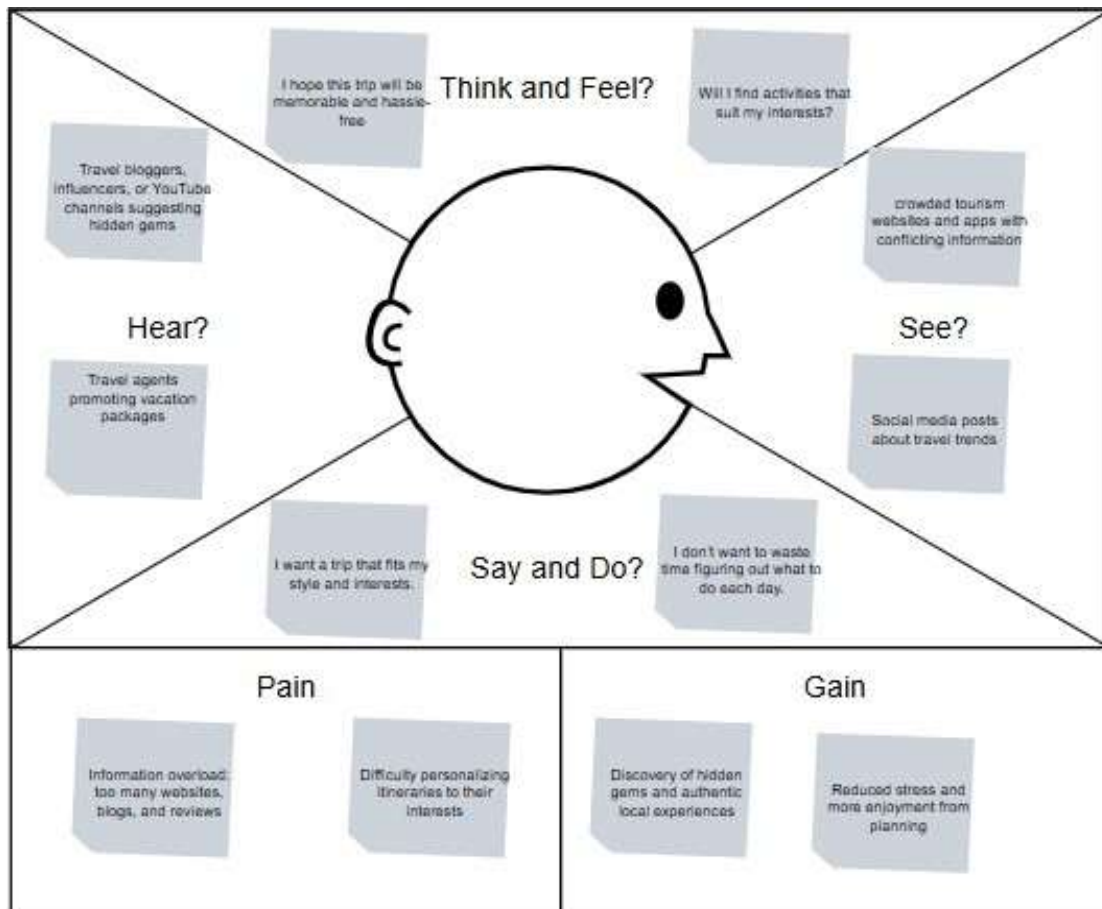 Think and Feel?
I hope this trip will be
memorable and hassle-
free
Will I find activities that
suit my interests?
Travel bloggers,
influencers, or YouTube
channels suggesting
hidden gems
crowded tourism
websites and apps with
conflicting information
Hear?
See?
Travel agents
promoting vacation
packages
Social media posts
about travel trends
I want a trip that fits my
style and interests.
Say and Do?
I don't want to waste
time figuring out what to
do each day.
Pain
Gain
Information overload:
too many websites,
blogs, and reviews
Difficulty personalizing
itineraries to their
interests
Discovery of hidden
gems and authentic
local experiences
Reduced stress and
more enjoyment from
planning